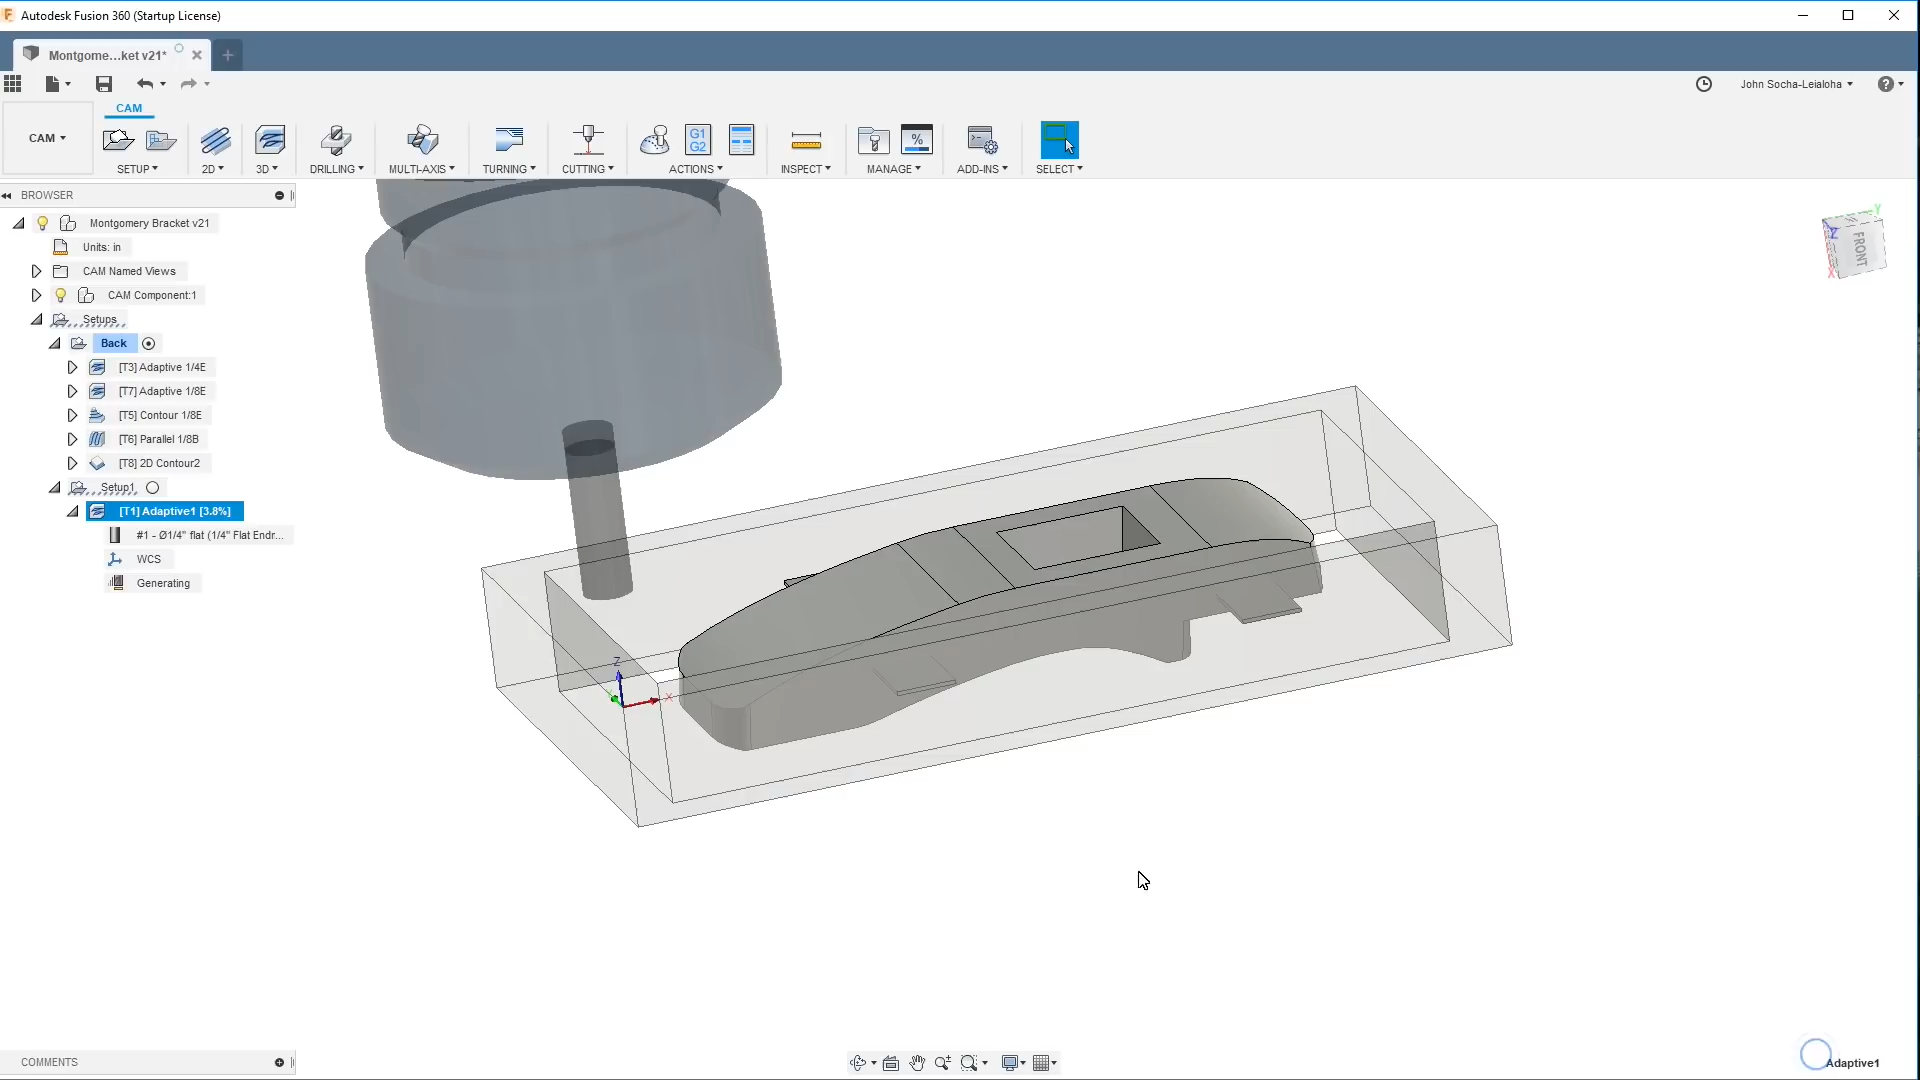 Autodesk Fusion 360 (Startup License)
Montgome...ket v21*
John Socha-Leialoha
CAM
CAM
G1
G2
%
SETUP
2D
3D
DRILLING
MULTI-AXIS
TURNING
CUTTING
ACTIONS
INSPECT
MANAGE
ADD-INS
SELECT
BROWSER
Montgomery Bracket v21
Units: in
CAM Named Views
CAM Component:1
Setups
Back
[T3] Adaptive 1/4E
[T7] Adaptive 1/8E
[T5] Contour 1/8E
[T6] Parallel 1/8B
[T8] 2D Contour2
Setup1
[T1] Adaptive1 [3.8%]
#1 - Ø1/4" flat (1/4" Flat Endr...
WCS
Generating
Y
Z
FRONT
X
Z
X
COMMENTS
Adaptive1